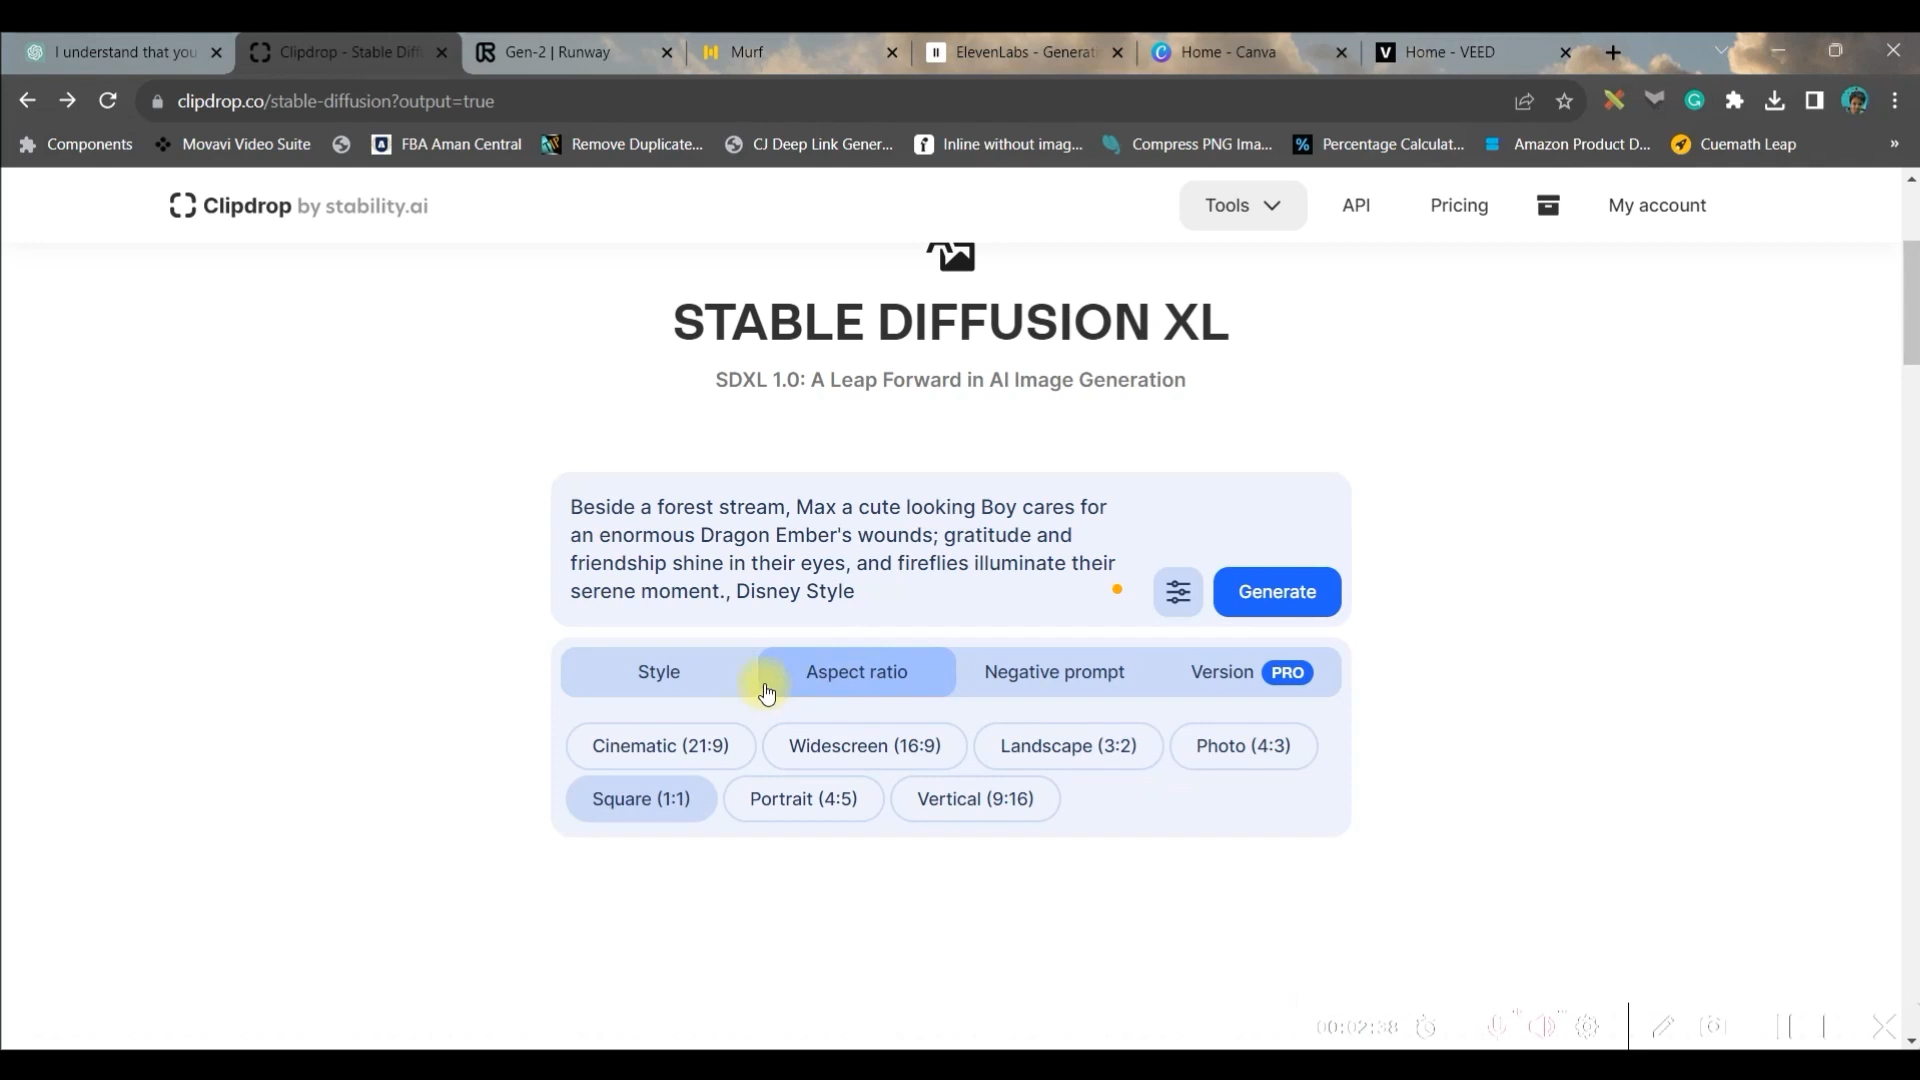 I understand that you
Clipdrop - Stable Diff
Gen-2 | Runway
Murf
ElevenLabs - Generati
Home - Canva
Home - VEED
clipdrop.co/stable-diffusion?output=true
Components
Movavi Video Suite
FBA Aman Central
Remove Duplicate...
CJ Deep Link Gener...
Inline without imag...
Compress PNG Ima...
Percentage Calculat...
Amazon Product D...
Cuemath Leap
»
Clipdrop by stability.ai
Tools
API
Pricing
My account
STABLE DIFFUSION XL
SDXL 1.0: A Leap Forward in AI Image Generation
Beside a forest stream, Max a cute looking Boy cares for
an enormous Dragon Ember's wounds; gratitude and
friendship shine in their eyes, and fireflies illuminate their
serene moment., Disney Style
Generate
Style
Aspect ratio
Negative prompt
Version PRO
Cinematic (21:9)
Widescreen (16:9)
Landscape (3:2)
Photo (4:3)
Square (1:1)
Portrait (4:5)
Vertical (9:16)
00:02:38